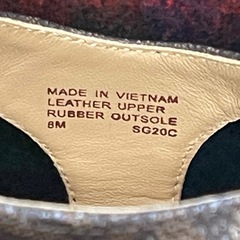 MADE IN VIETNAM
LEATHER UPPER
RUBBER OUTSOLE
8M SG20C